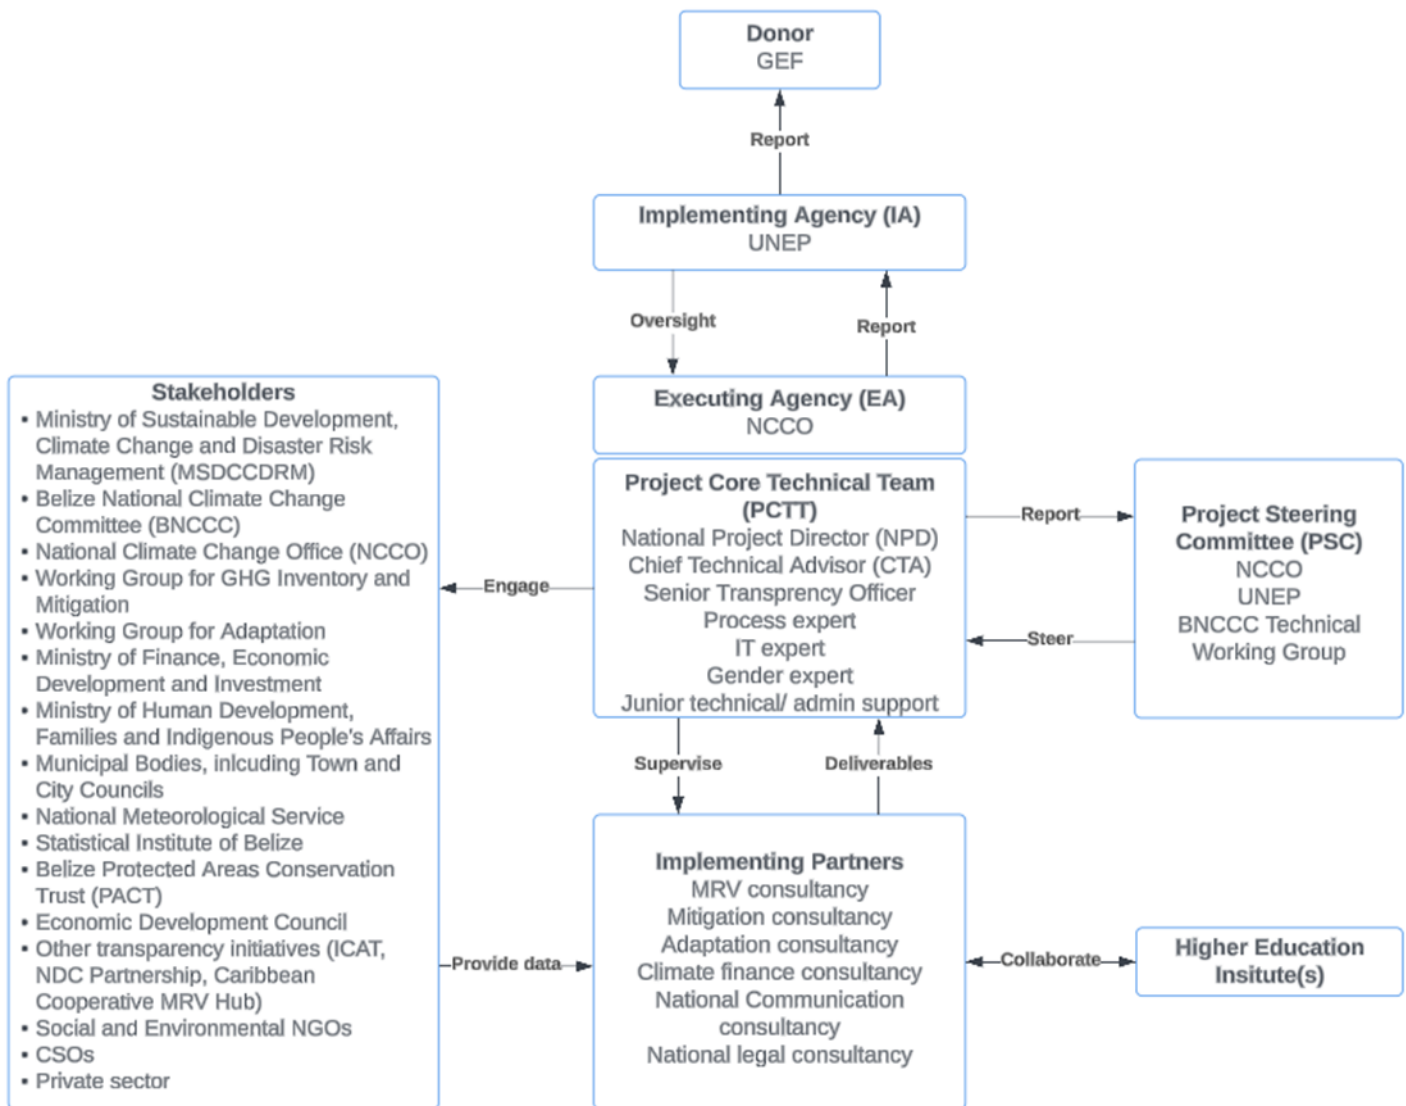 Donor
GEF
Report
Implementing Agency (IA)
UNEP
Oversight
Report
Executing Agency (EA)
NCCO
Stakeholders
▪ Ministry of Sustainable Development,
Climate Change and Disaster Risk
Management (MSDCCDRM)
▪ Belize National Climate Change
Committee (BNCCC)
▪ National Climate Change Office (NCCO)
▪ Working Group for GHG Inventory and
Mitigation
▪ Working Group for Adaptation
▪ Ministry of Finance, Economic
Development and Investment
▪ Ministry of Human Development,
Families and Indigenous People's Affairs
▪ Municipal Bodies, inlcuding Town and
City Councils
▪ National Meteorological Service
▪ Statistical Institute of Belize
▪ Belize Protected Areas Conservation
Trust (PACT)
▪ Economic Development Council
▪ Other transparency initiatives (ICAT,
NDC Partnership, Caribbean
Cooperative MRV Hub)
▪ Social and Environmental NGOs
▪ CSOs
▪ Private sector
Engage
Provide data
Project Core Technical Team
(PCTT)
National Project Director (NPD)
Chief Technical Advisor (CTA)
Senior Transprency Officer
Process expert
IT expert
Gender expert
Junior technical/ admin support
Report
Steer
Project Steering
Committee (PSC)
NCCO
UNEP
BNCCC Technical
Working Group
Supervise
Deliverables
Implementing Partners
MRV consultancy
Mitigation consultancy
Adaptation consultancy
Climate finance consultancy
National Communication
consultancy
National legal consultancy
Collaborate
Higher Education
Insitute(s)